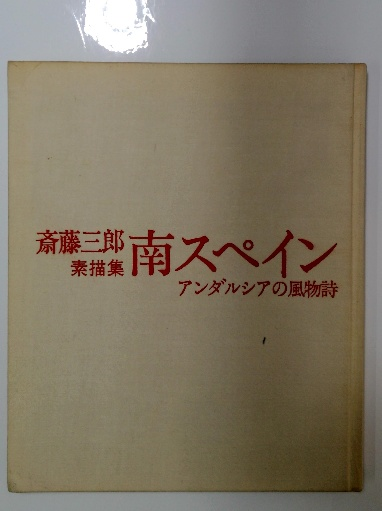 斎藤三郎
素描集
南スペイン
アンダルシアの風物詩